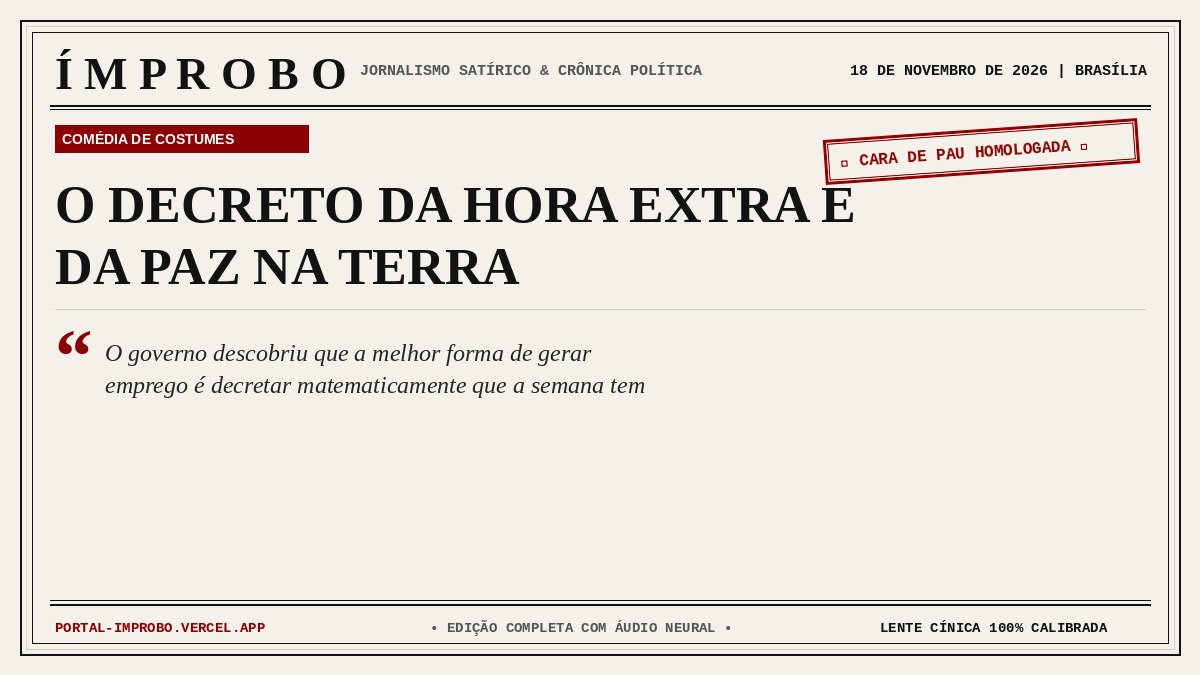 ÍMPROBO JORNALISMO SATÍRICO & CRÔNICA POLÍTICA 18 DE NOVEMBRO DE 2026 | BRASÍLIA
COMÉDIA DE COSTUMES
CARA DE PAU HOMOLOGADA
O DECRETO DA HORA EXTRA E
DA PAZ NA TERRA
“ O governo descobriu que a melhor forma de gerar
emprego é decretar matematicamente que a semana tem
PORTAL-IMPROBO.VERCEL.APP • EDIÇÃO COMPLETA COM ÁUDIO NEURAL • LENTE CÍNICA 100% CALIBRADA